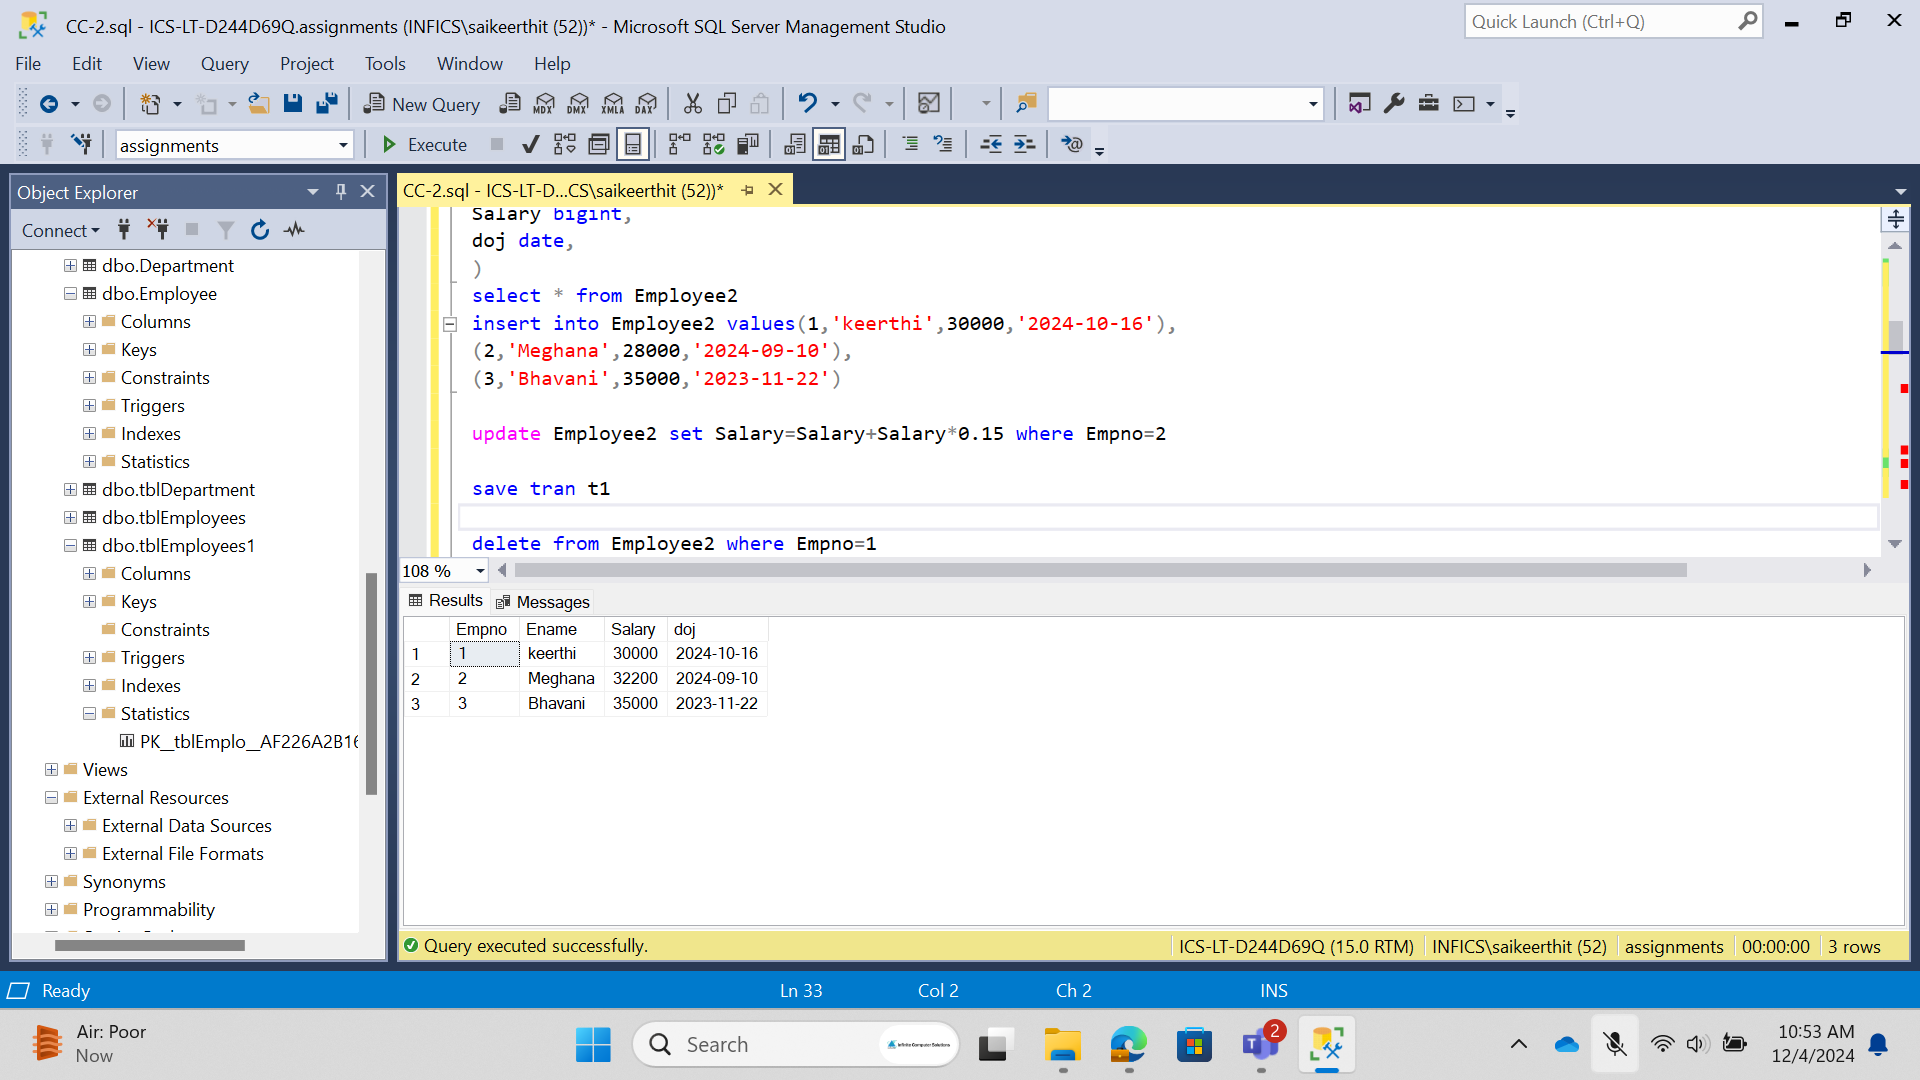 CC-2.sql - ICS-LT-D244D69Q.assignments (INFICS\saikeerthit (52))* - Microsoft SQL Server Management Studio
Quick Launch (Ctrl+Q)
File Edit View Query Project Tools Window Help
New Query MDX DMX XMLA DAX
assignments Execute
Object Explorer
CC-2.sql - ICS-LT-D...CS\saikeerthit (52))*
Connect
dbo.Department
dbo.Employee
Columns
Keys
Constraints
Triggers
Indexes
Statistics
dbo.tblDepartment
dbo.tblEmployees
dbo.tblEmployees1
Columns
Keys
Constraints
Triggers
Indexes
Statistics
PK__tblEmplo__AF226A2B16
Views
External Resources
External Data Sources
External File Formats
Synonyms
Programmability
Salary bigint,
doj date,
)
select * from Employee2
insert into Employee2 values(1,'keerthi',30000,'2024-10-16'),
(2,'Meghana',28000,'2024-09-10'),
(3,'Bhavani',35000,'2023-11-22')
update Employee2 set Salary=Salary+Salary*0.15 where Empno=2
save tran t1
delete from Employee2 where Empno=1
108 %
Results Messages
Empno Ename Salary doj
1 1 keerthi 30000 2024-10-16
2 2 Meghana 32200 2024-09-10
3 3 Bhavani 35000 2023-11-22
Query executed successfully.
ICS-LT-D244D69Q (15.0 RTM) INFICS\saikeerthit (52) assignments 00:00:00 3 rows
Ready Ln 33 Col 2 Ch 2 INS
Air: Poor
Now
Search
Infinite Computer Solutions
2
10:53 AM
12/4/2024